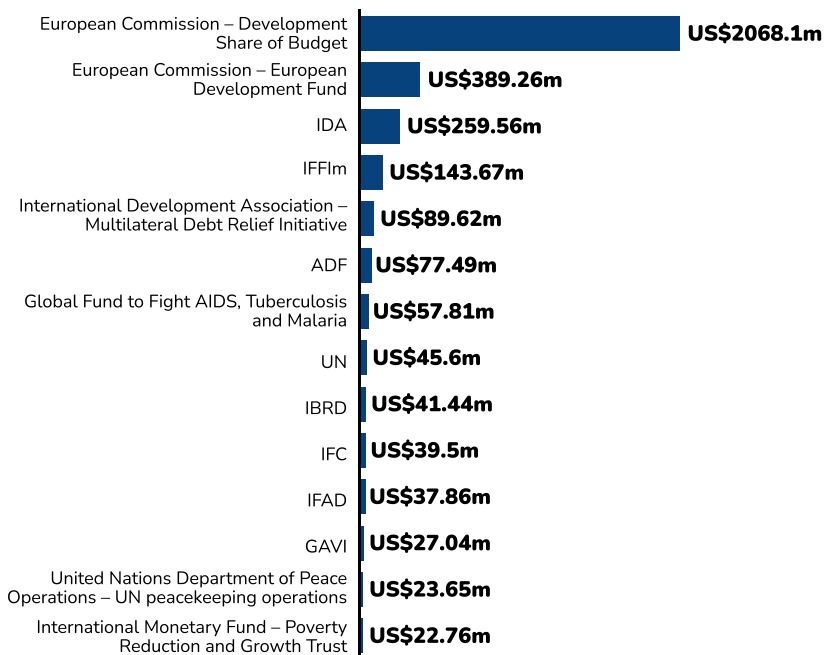 European Commission – Development
Share of Budget
US$2068.1m
European Commission – European
Development Fund
US$389.26m
IDA
US$259.56m
IFFIm
US$143.67m
International Development Association –
Multilateral Debt Relief Initiative
US$89.62m
ADF
US$77.49m
Global Fund to Fight AIDS, Tuberculosis
and Malaria
US$57.81m
UN
US$45.6m
IBRD
US$41.44m
IFC
US$39.5m
IFAD
US$37.86m
GAVI
US$27.04m
United Nations Department of Peace
Operations – UN peacekeeping operations
US$23.65m
International Monetary Fund – Poverty
Reduction and Growth Trust
US$22.76m